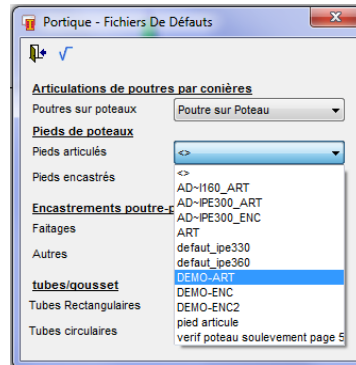 Portique - Fichiers De Défauts
Articulations de poutres par conières
Poutres sur poteaux Poutre sur Poteau
Pieds de poteaux
Pieds articulés <>
Pieds encastrés <>
AD~I160_ART
AD~IPE300_ART
Encastrements poutre-p AD~IPE300_ENC
Faitages ART
defaut_ipe330
Autres defaut_ipe360
DEMO-ART
tubes/gousset DEMO-ENC
Tubes Rectangulaires DEMO-ENC2
pied articule
Tubes circulaires verif poteau soulevement page 5